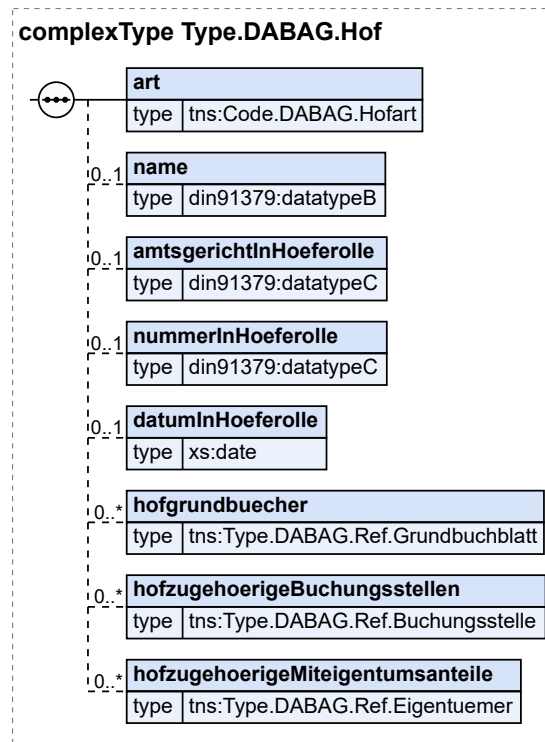 complexType Type.DABAG.Hof
art
type tns:Code.DABAG.Hofart
0..1 name
type din91379:datatypeB
0..1 amtsgerichtInHoeferolle
type din91379:datatypeC
0..1 nummerInHoeferolle
type din91379:datatypeC
0..1 datumInHoeferolle
type xs:date
0..* hofgrundbuecher
type tns:Type.DABAG.Ref.Grundbuchblatt
0..* hofzugehoerigeBuchungsstellen
type tns:Type.DABAG.Ref.Buchungsstelle
0..* hofzugehoerigeMiteigentumsanteile
type tns:Type.DABAG.Ref.Eigentuemer